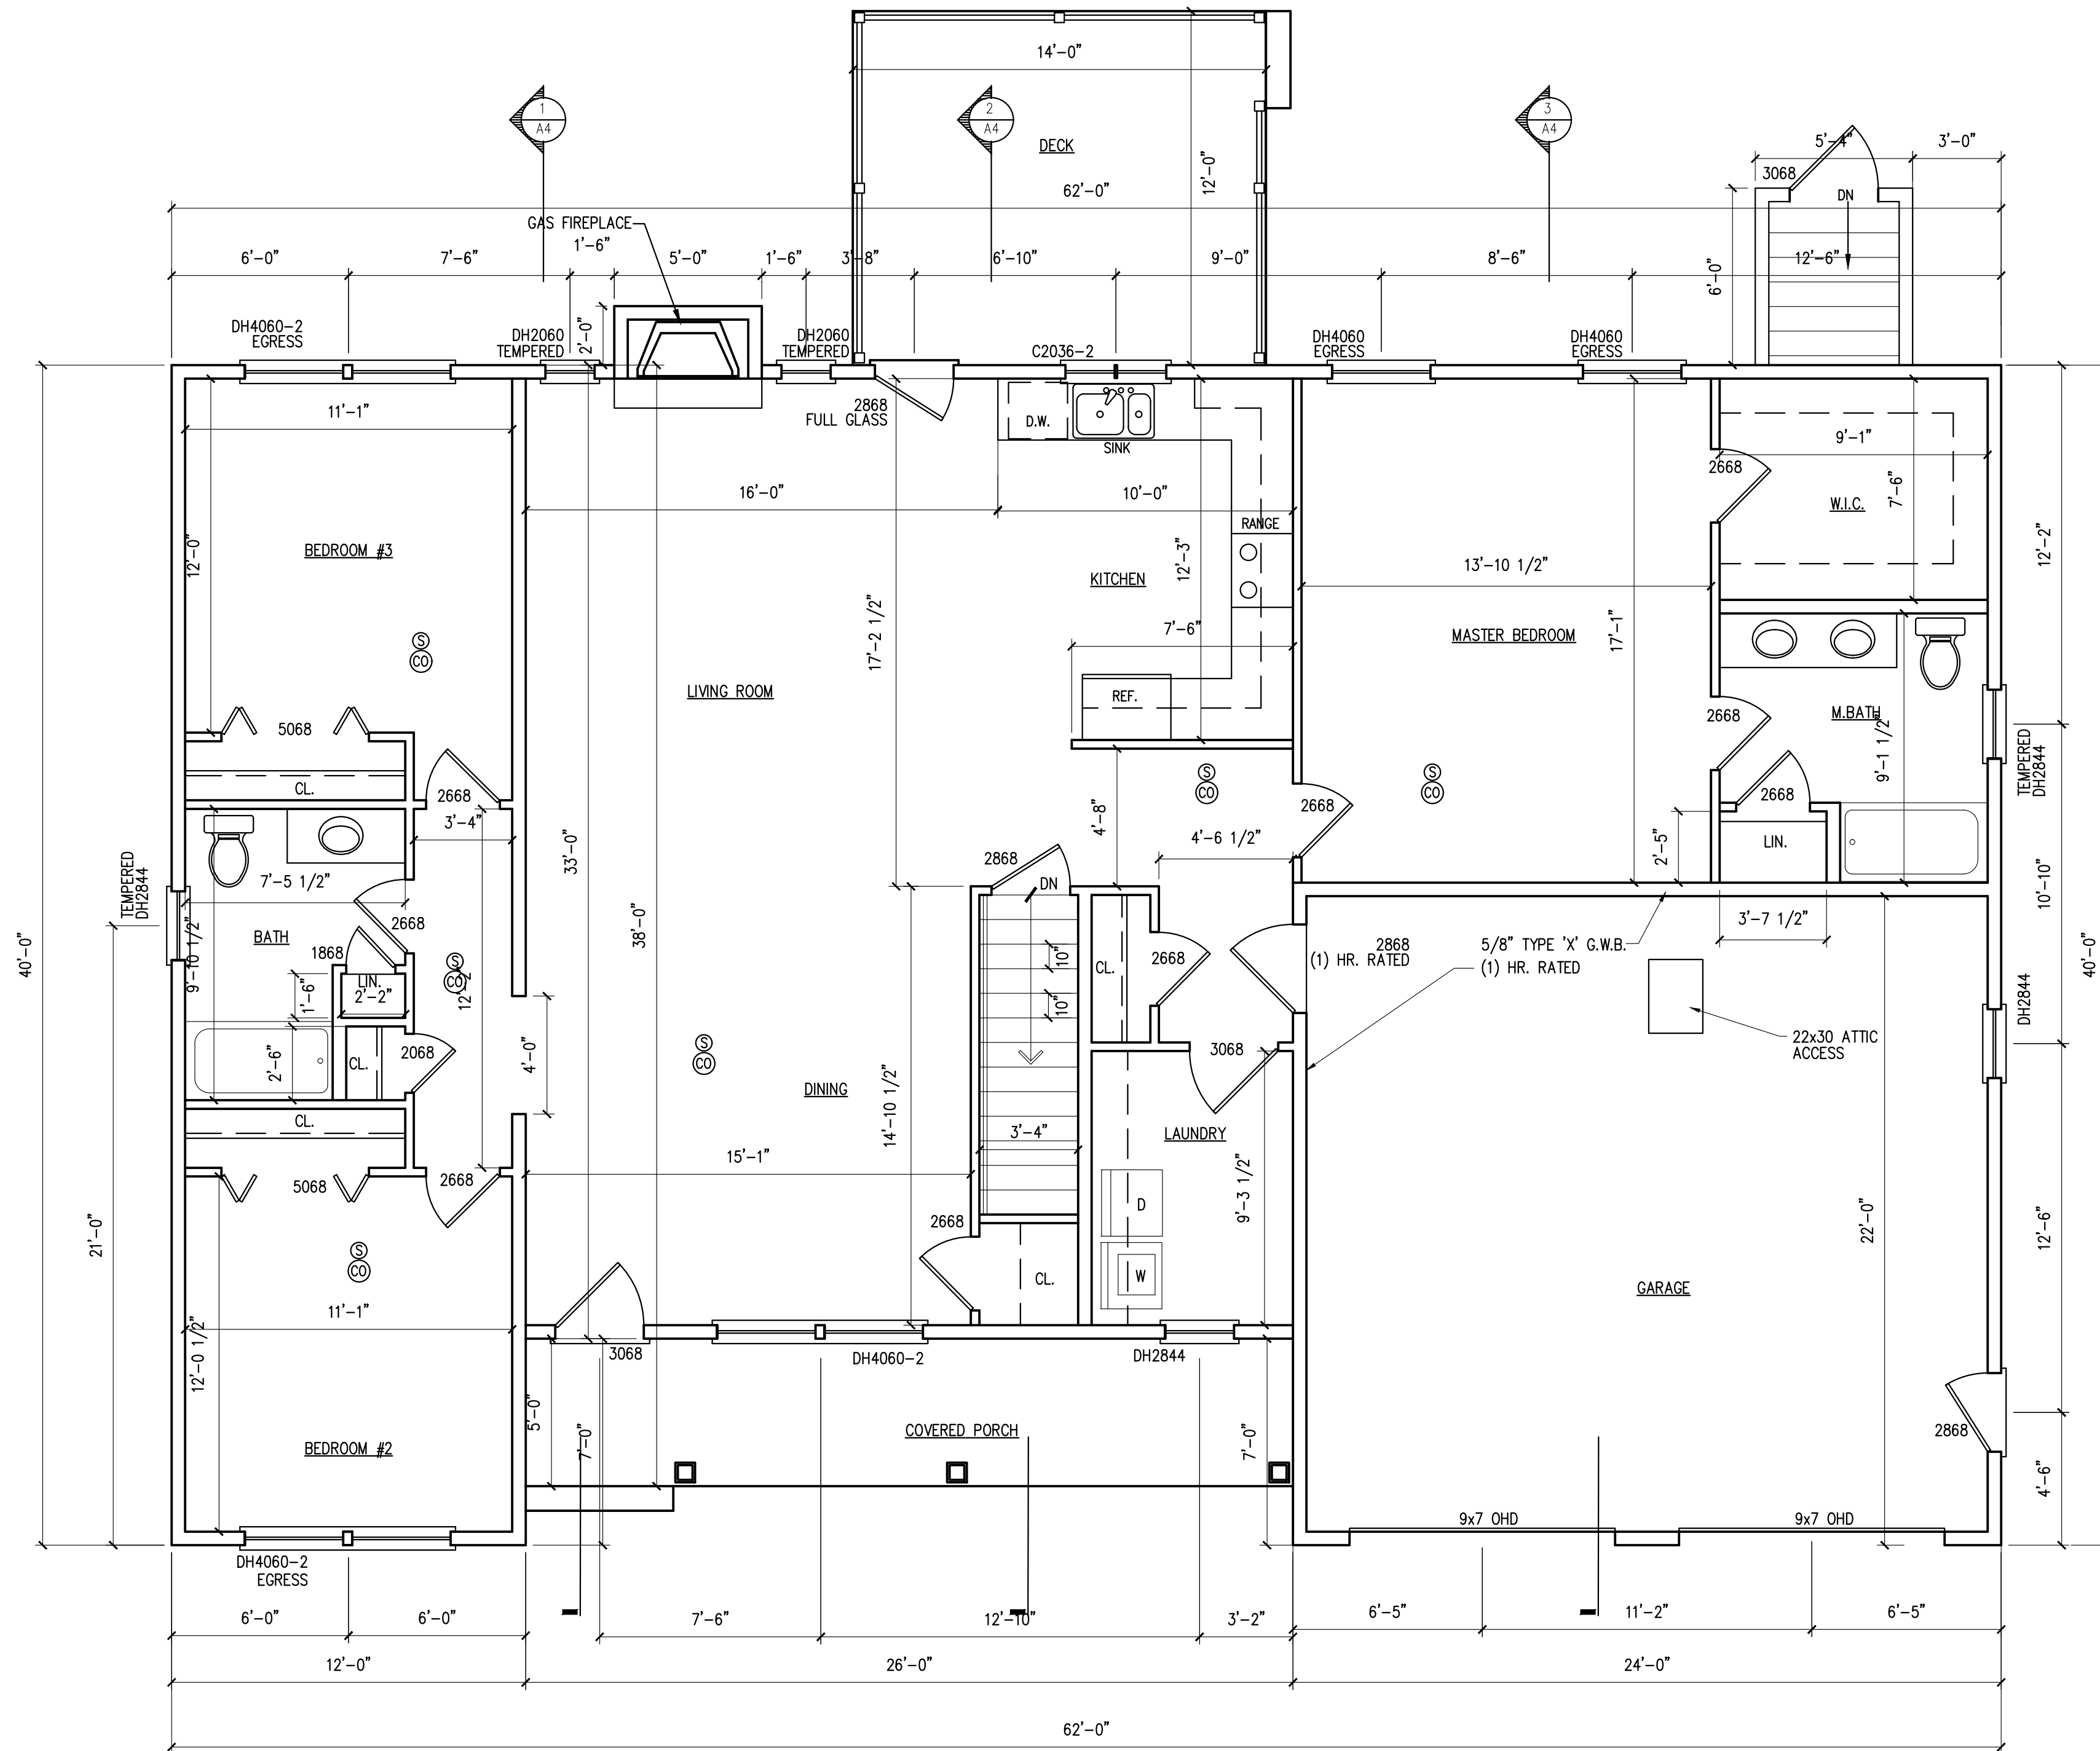 14'-0"
1
A4
2
A4
3
A4
DECK
12'-0"
62'-0"
5'-4"
3'-0"
3068
DN
GAS FIREPLACE
6'-0"
7'-6"
1'-6"
5'-0"
1'-6"
3'-8"
6'-10"
9'-0"
8'-6"
12'-6"
6'-0"
2'-0"
DH4060-2
EGRESS
DH2060
TEMPERED
DH2060
TEMPERED
C2036-2
DH4060
EGRESS
DH4060
EGRESS
11'-1"
2868
FULL GLASS
D.W.
SINK
9'-1"
2668
7'-6"
W.I.C.
16'-0"
10'-0"
RANGE
12'-0"
BEDROOM #3
12'-3"
KITCHEN
13'-10 1/2"
12'-2"
S
CO
17'-2 1/2"
7'-6"
MASTER BEDROOM
17'-1"
LIVING ROOM
REF.
2668
M.BATH
9'-1 1/2"
TEMPERED
DH2844
5068
CL.
2668
3'-4"
S
CO
S
CO
2668
2668
4'-8"
4'-6 1/2"
2'-5"
LIN.
33'-0"
2868
DN
7'-5 1/2"
TEMPERED
DH2844
2668
BATH
9'-10 1/2"
1868
LIN.
2'-2"
1'-6"
S
CO
12'-2"
38'-0"
40'-0"
10"
10"
CL.
2668
2868
(1) HR. RATED
5/8" TYPE 'X' G.W.B.
(1) HR. RATED
3'-7 1/2"
10'-10"
40'-0"
DH2844
22x30 ATTIC
ACCESS
2'-6"
CL.
2068
4'-0"
S
CO
DINING
14'-10 1/2"
3068
CL.
3'-4"
LAUNDRY
15'-1"
5068
2668
9'-3 1/2"
D
W
2668
CL.
21'-0"
S
CO
22'-0"
12'-6"
GARAGE
11'-1"
12'-0 1/2"
3068
DH4060-2
DH2844
5'-0"
7'-0"
COVERED PORCH
7'-0"
2868
BEDROOM #2
4'-6"
9x7 OHD
9x7 OHD
DH4060-2
EGRESS
6'-0"
6'-0"
7'-6"
12'-10"
3'-2"
6'-5"
11'-2"
6'-5"
12'-0"
26'-0"
24'-0"
62'-0"